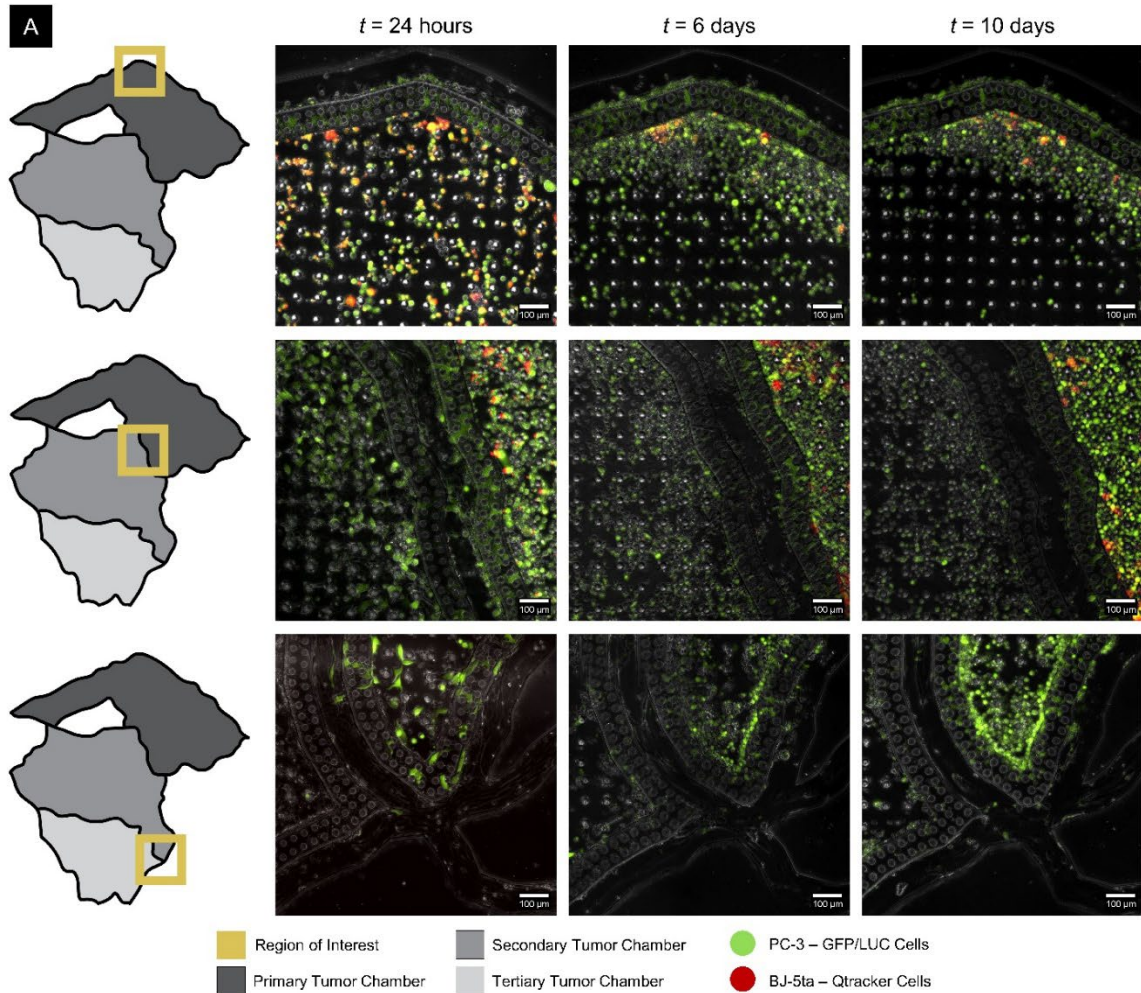 A
t = 24 hours
t = 6 days
t = 10 days
100 µm
100 µm
100 µm
100 µm
100 µm
100 µm
100 µm
100 µm
100 µm
Region of Interest
Secondary Tumor Chamber
PC-3 – GFP/LUC Cells
Primary Tumor Chamber
Tertiary Tumor Chamber
BJ-5ta – Qtracker Cells